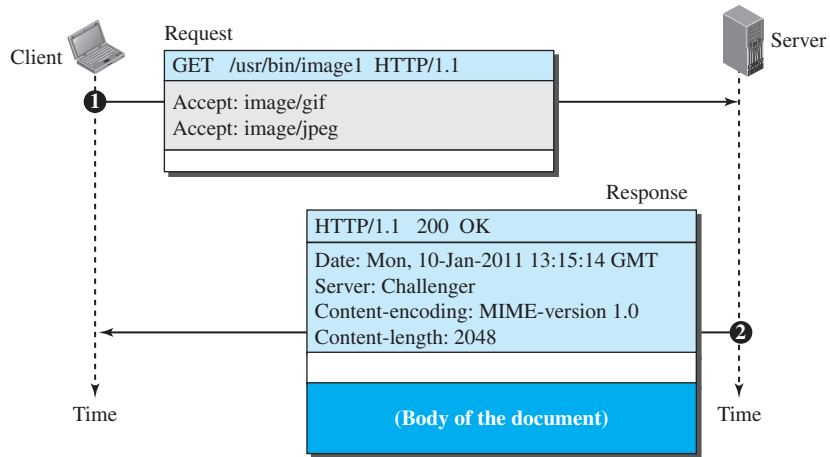 Request
Client
Server
GET /usr/bin/image1 HTTP/1.1
1
Accept: image/gif
Accept: image/jpeg
Response
HTTP/1.1 200 OK
Date: Mon, 10-Jan-2011 13:15:14 GMT
Server: Challenger
Content-encoding: MIME-version 1.0
Content-length: 2048
2
Time
(Body of the document)
Time